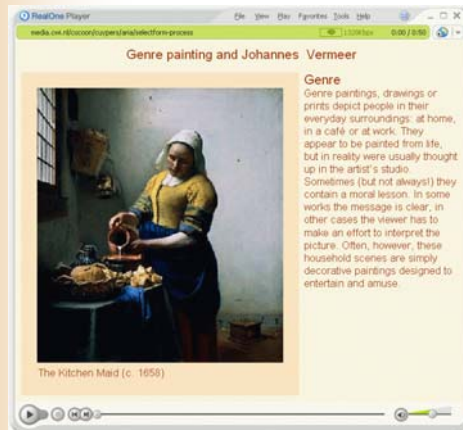 RealOne Player
File View Play Favorites Tools Help
media.cwi.nl/cocoon/cuypers/aria/selectform-process
1329Kbps 0:00 / 0:50
Genre painting and Johannes Vermeer
Genre
Genre paintings, drawings or
prints depict people in their
everyday surroundings: at home,
in a café or at work. They
appear to be painted from life,
but in reality were usually thought
up in the artist's studio.
Sometimes (but not always!) they
contain a moral lesson. In some
works the message is clear, in
other cases the viewer has to
make an effort to interpret the
picture. Often, however, these
household scenes are simply
decorative paintings designed to
entertain and amuse.
The Kitchen Maid (c. 1658)